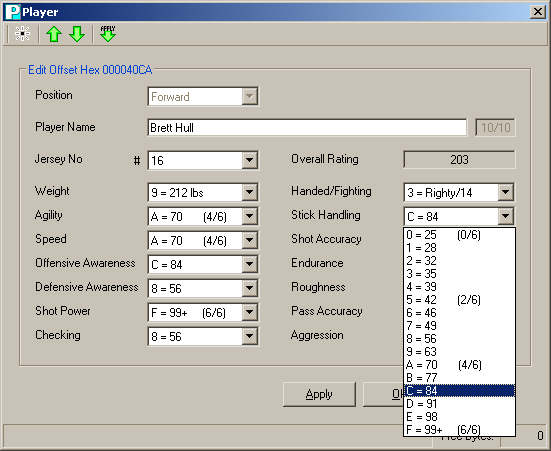 Player
APPLY
Edit Offset Hex 000040CA
Position Forward
Player Name Brett Hull 10/10
Jersey No # 16 Overall Rating 203
Weight 9 = 212 lbs Handed/Fighting 3 = Righty/14
Agility A = 70 (4/6) Stick Handling C = 84
Speed A = 70 (4/6) Shot Accuracy
Offensive Awareness C = 84 Endurance
Defensive Awareness 8 = 56 Roughness
Shot Power F = 99+ (6/6) Pass Accuracy
Checking 8 = 56 Aggression
0 = 25 (0/6)
1 = 28
2 = 32
3 = 35
4 = 39
5 = 42 (2/6)
6 = 46
7 = 49
8 = 56
9 = 63
A = 70 (4/6)
B = 77
C = 84
D = 91
E = 98
F = 99+ (6/6)
Apply
Free Bytes: 0